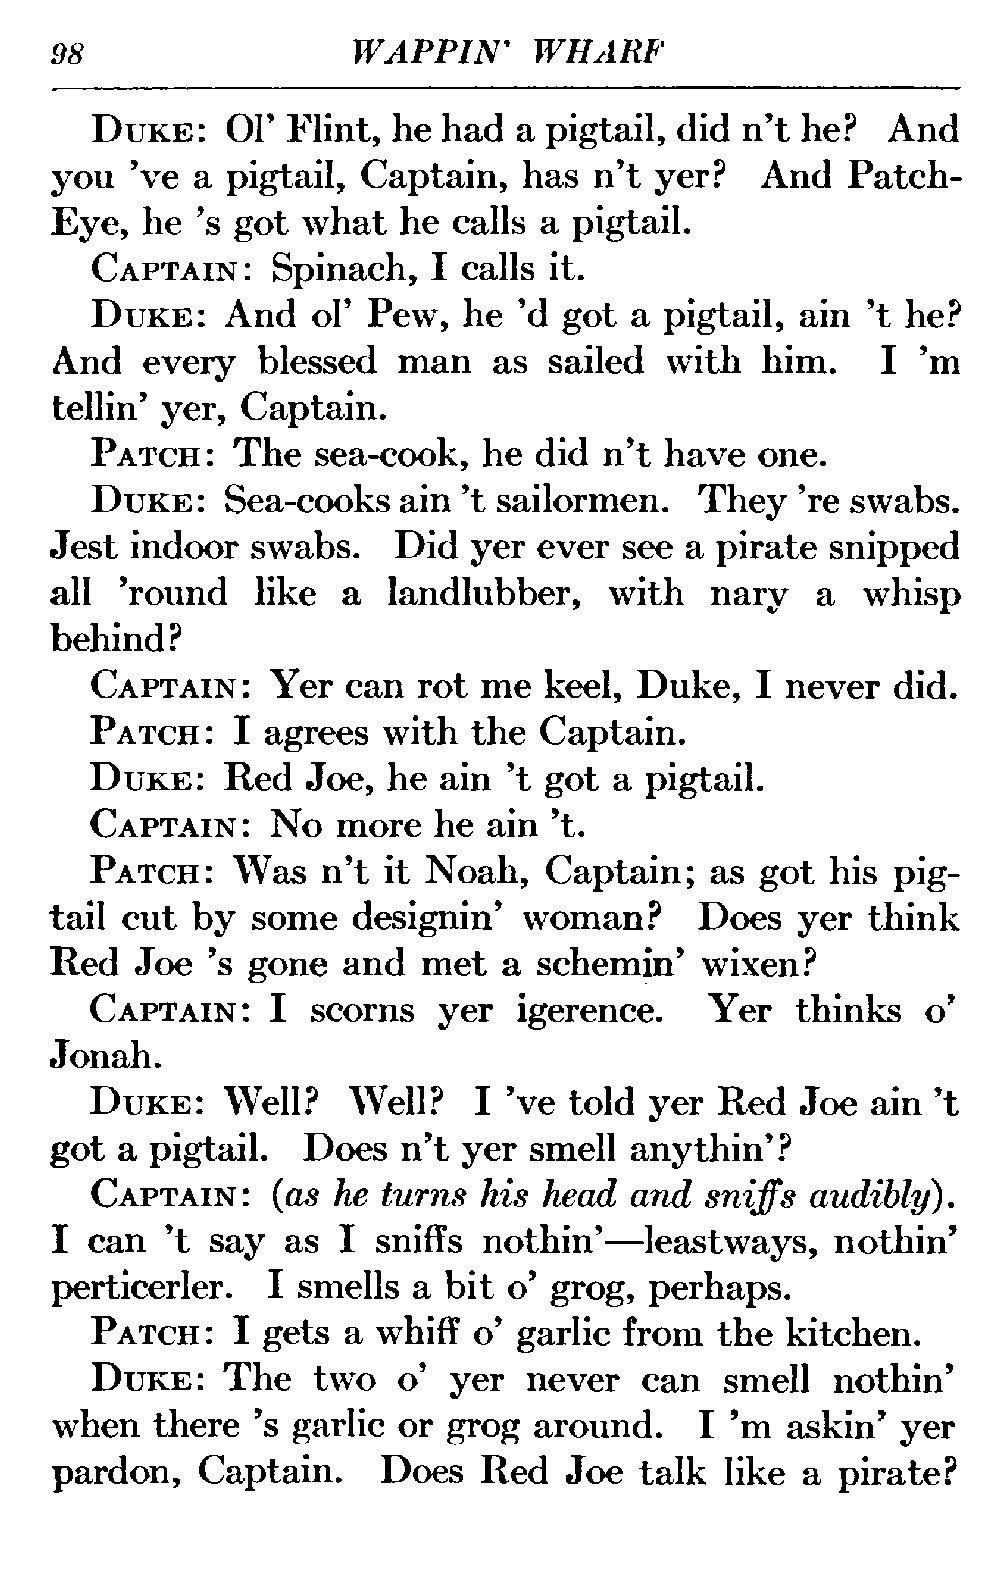 98 WAPPIN' WHARF
DUKE: Ol' Flint, he had a pigtail, did n't he? And
you 've a pigtail, Captain, has n't yer? And Patch-
Eye, he 's got what he calls a pigtail.
CAPTAIN: Spinach, I calls it.
DUKE: And ol' Pew, he 'd got a pigtail, ain 't he?
And every blessed man as sailed with him. I 'm
tellin' yer, Captain.
PATCH: The sea-cook, he did n't have one.
DUKE: Sea-cooks ain 't sailormen. They 're swabs.
Jest indoor swabs. Did yer ever see a pirate snipped
all 'round like a landlubber, with nary a whisp
behind?
CAPTAIN: Yer can rot me keel, Duke, I never did.
PATCH: I agrees with the Captain.
DUKE: Red Joe, he ain 't got a pigtail.
CAPTAIN: No more he ain 't.
PATCH: Was n't it Noah, Captain; as got his pig-
tail cut by some designin' woman? Does yer think
Red Joe 's gone and met a schemin' wixen?
CAPTAIN: I scorns yer igerence. Yer thinks o'
Jonah.
DUKE: Well? Well? I 've told yer Red Joe ain 't
got a pigtail. Does n't yer smell anythin'?
CAPTAIN: (as he turns his head and sniffs audibly).
I can 't say as I sniffs nothin'—leastways, nothin'
perticerler. I smells a bit o' grog, perhaps.
PATCH: I gets a whiff o' garlic from the kitchen.
DUKE: The two o' yer never can smell nothin'
when there 's garlic or grog around. I 'm askin' yer
pardon, Captain. Does Red Joe talk like a pirate?